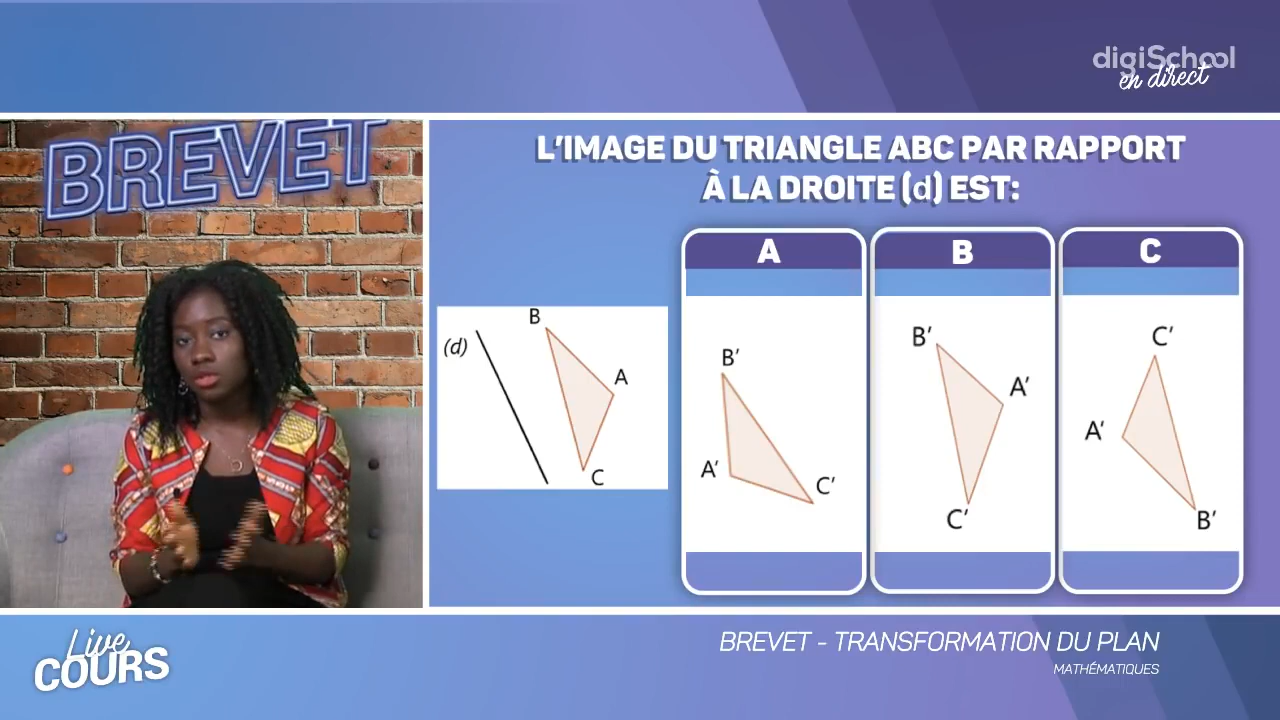 digiSchool
en direct
BREVET
L'IMAGE DU TRIANGLE ABC PAR RAPPORT
À LA DROITE (d) EST:
A
B
C
(d)
B
A
C
B'
A'
C'
B'
A'
C'
C'
A'
B'
Live
COURS
BREVET - TRANSFORMATION DU PLAN
MATHÉMATIQUES